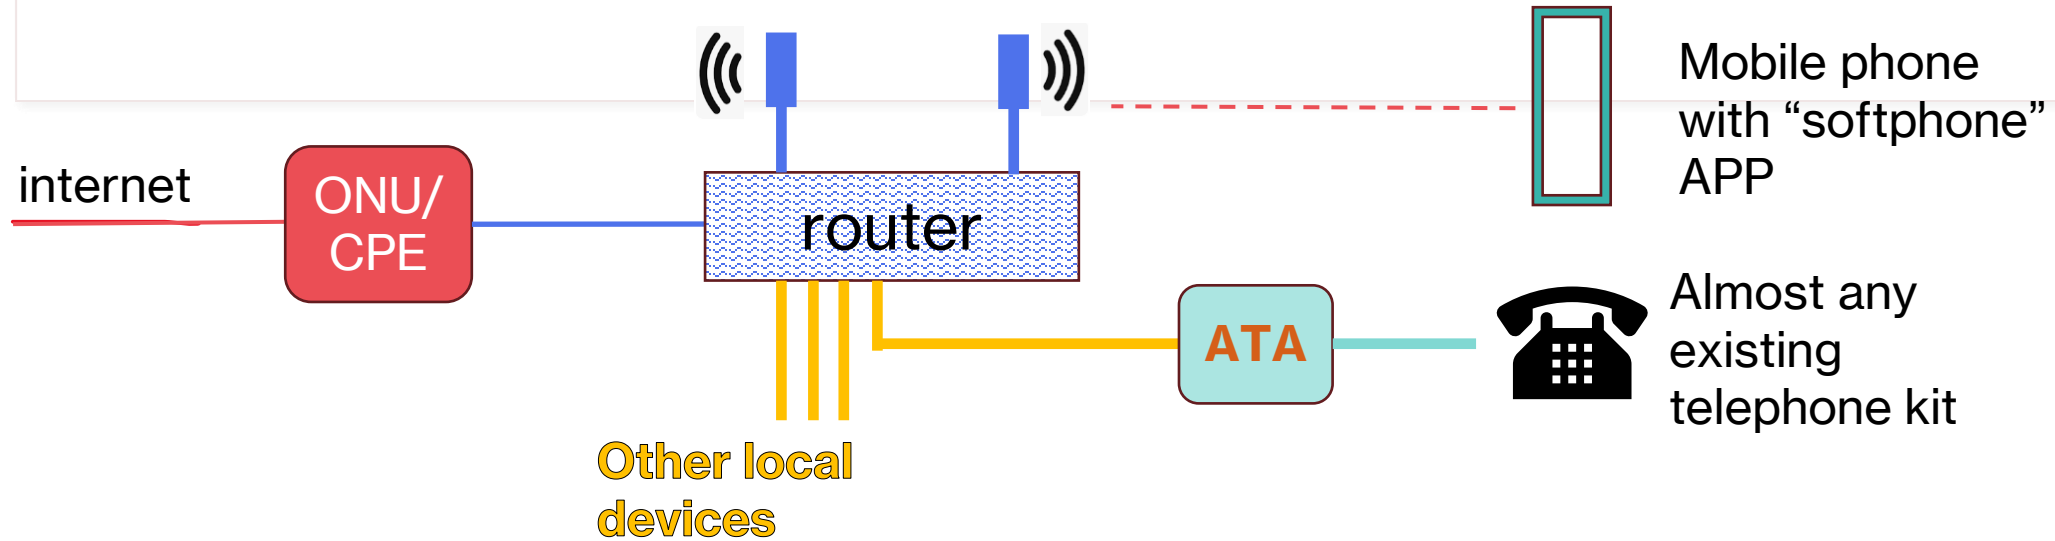 internet
ONU/
CPE
router
Mobile phone
with “softphone”
APP
ATA
Almost any
existing
telephone kit
Other local
devices